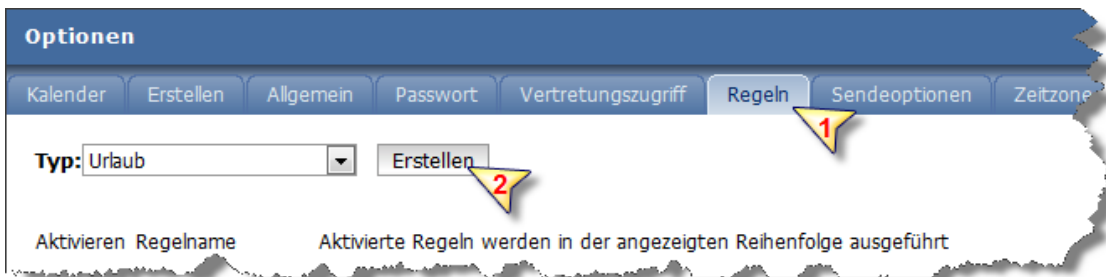 Optionen
Kalender Erstellen Allgemein Passwort Vertretungszugriff Regeln Sendeoptionen Zeitzone
1
Typ: Urlaub Erstellen
2
Aktivieren Regelname Aktivierte Regeln werden in der angezeigten Reihenfolge ausgeführt